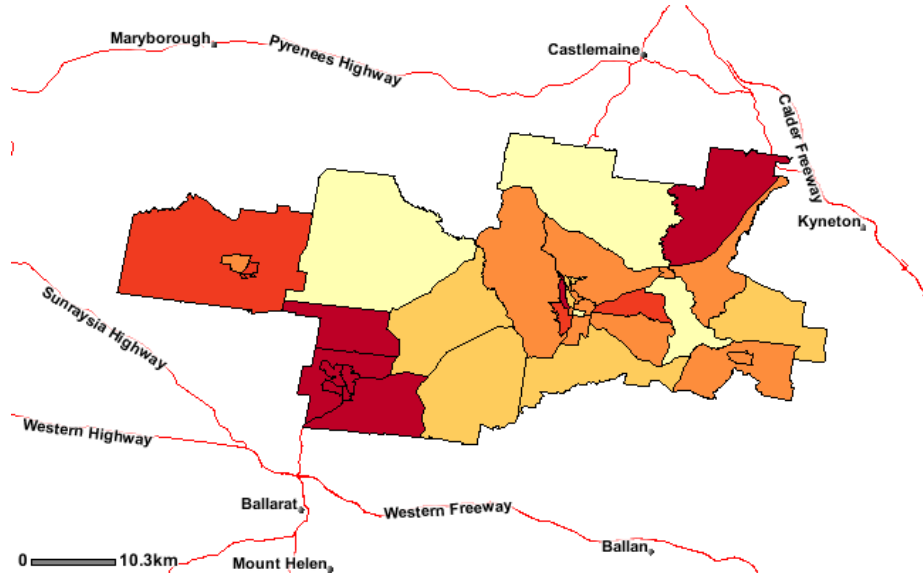 Maryborough
Pyrenees Highway
Castlemaine
Calder Freeway
Kyneton
Sunraysia Highway
Western Highway
Ballarat
Western Freeway
Ballan
0 10.3km
Mount Helen